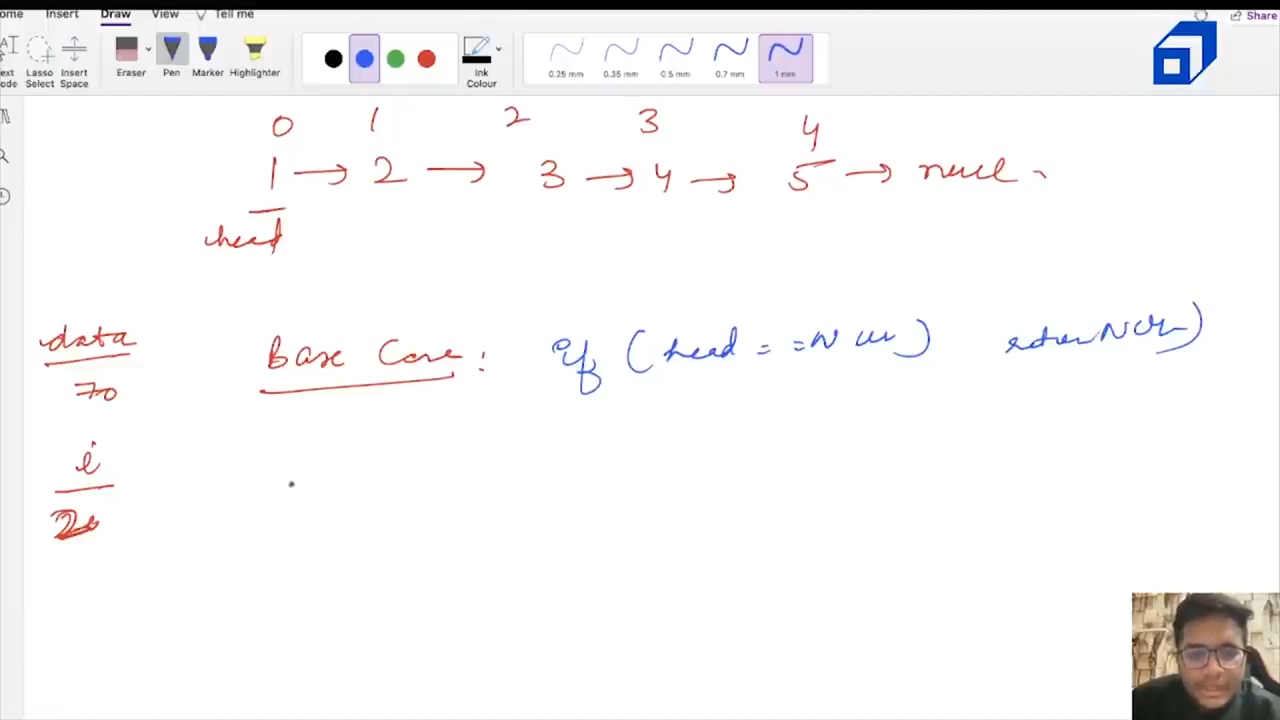 ome Insert Draw View Tell me Share
Eraser Pen Marker Highlighter
Text Mode Lasso Select Insert Space
Ink Colour
0.25 mm 0.35 mm 0.5 mm 0.7 mm 1 mm
0 1 2 3 4
1 → 2 → 3 → 4 → 5 → null
head
data Base Case : if (head == NULL) return NULL)
70
i